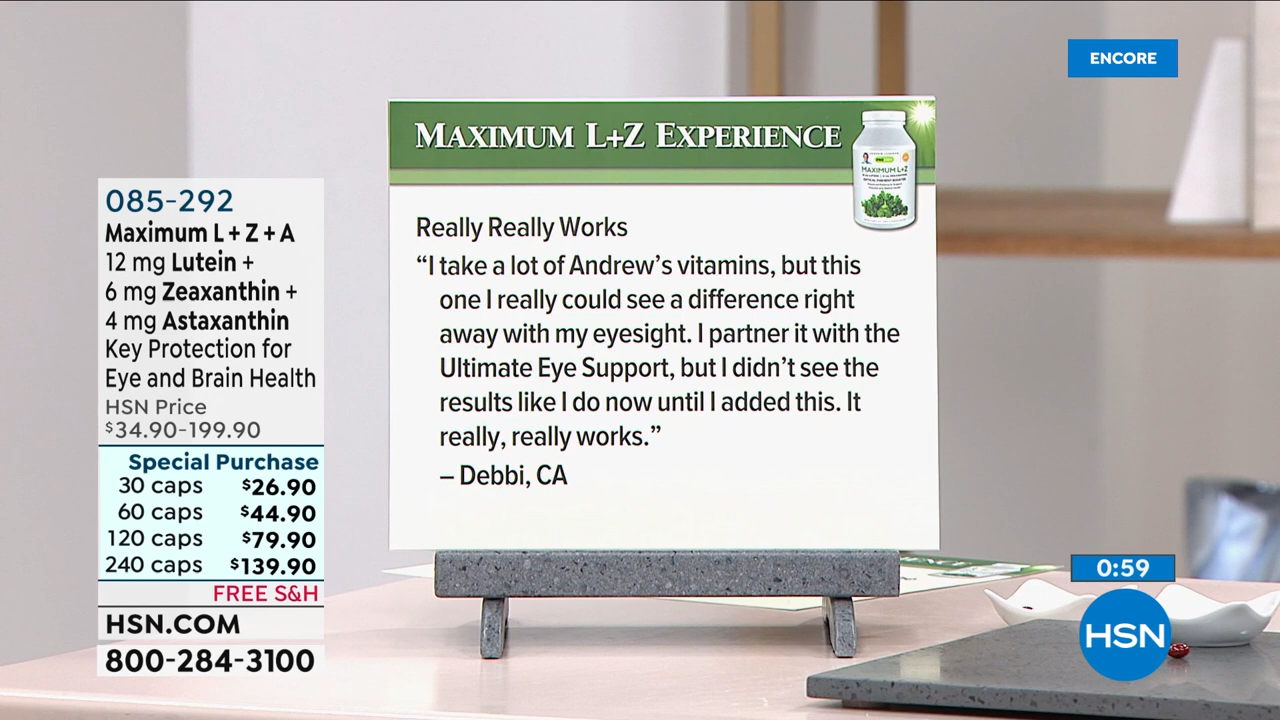 ENCORE
MAXIMUM L+Z EXPERIENCE
MAXIMUM L+Z
Really Really Works
“I take a lot of Andrew’s vitamins, but this
one I really could see a difference right
away with my eyesight. I partner it with the
Ultimate Eye Support, but I didn’t see the
results like I do now until I added this. It
really, really works.”
– Debbi, CA
085-292
Maximum L + Z + A
12 mg Lutein +
6 mg Zeaxanthin +
4 mg Astaxanthin
Key Protection for
Eye and Brain Health
HSN Price
$34.90-199.90
Special Purchase
30 caps $26.90
60 caps $44.90
120 caps $79.90
240 caps $139.90
FREE S&H
HSN.COM
800-284-3100
0:59
HSN